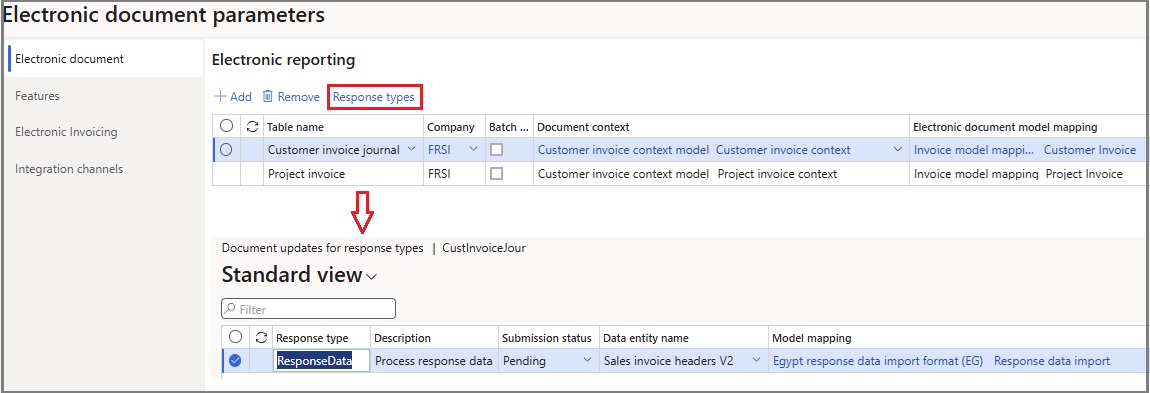 Electronic document parameters
Electronic document
Features
Electronic Invoicing
Integration channels
Electronic reporting
Add Remove Response types
Table name Company Batch ... Document context Electronic document model mapping
Customer invoice journal FRSI Customer invoice context model Customer invoice context Invoice model mappi... Customer Invoice
Project invoice FRSI Customer invoice context model Project invoice context Invoice model mapping Project Invoice
Document updates for response types | CustInvoiceJour
Standard view
Filter
Response type Description Submission status Data entity name Model mapping
ResponseData Process response data Pending Sales invoice headers V2 Egypt response data import format (EG) Response data import